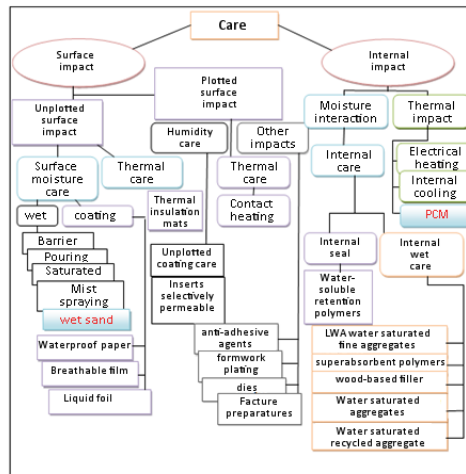 Care
Surface
impact
Internal
impact
Plotted
surface
impact
Unplotted
surface
impact
Moisture
interaction
Thermal
impact
Humidity
care
Other
impacts
Electrical
heating
Internal
cooling
PCM
Internal
care
Surface
moisture
care
Thermal care
Thermal
care
Contact
heating
wet
coating
Thermal
insulation
mats
Barrier
Pouring
Saturated
Mist
spraying
wet sand
Unplotted
coating care
Inserts
selectively
permeable
Internal
seal
Internal
wet
care
Water-
soluble
retention
polymers
Waterproof paper
Breathable film
Liquid foil
anti-adhesive
agents
formwork
plating
dies
Facture
preparatures
LWA water saturated
fine aggregates
superabsorbent polymers
wood-based filler
Water saturated
aggregates
Water saturated
recycled aggregate